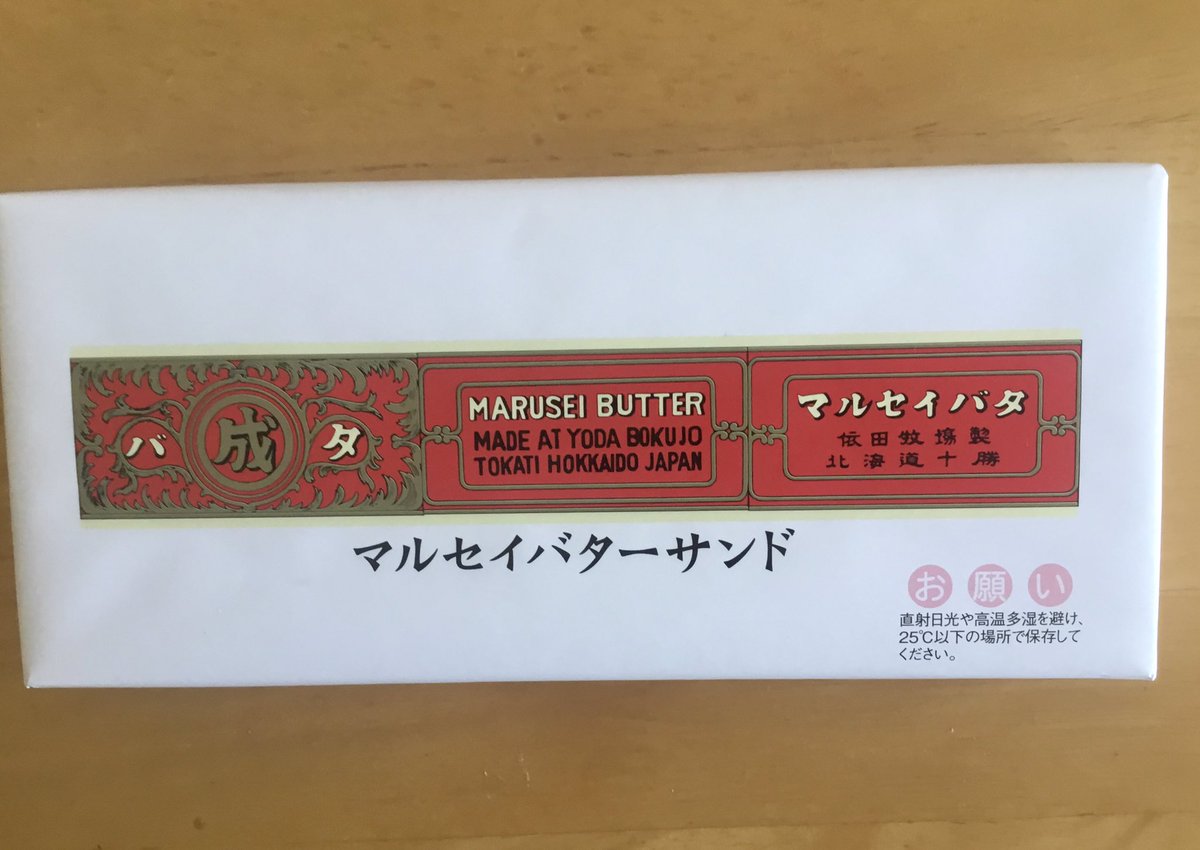 バ 成 タ
MARUSEI BUTTER
MADE AT YODA BOKUJO
TOKATI HOKKAIDO JAPAN
マルセイバタ
依田牧場製
北海道十勝
マルセイバターサンド
お願い
直射日光や高温多湿を避け、
25℃以下の場所で保存して
ください。